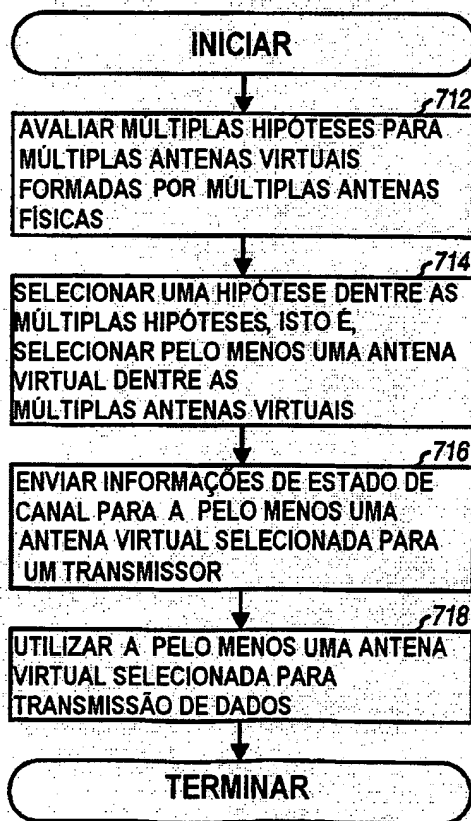 INICIAR
712
AVALIAR MÚLTIPLAS HIPÓTESES PARA
MÚLTIPLAS ANTENAS VIRTUAIS
FORMADAS POR MÚLTIPLAS ANTENAS
FÍSICAS
714
SELECIONAR UMA HIPÓTESE DENTRE AS
MÚLTIPLAS HIPÓTESES, ISTO É,
SELECIONAR PELO MENOS UMA ANTENA
VIRTUAL DENTRE AS
MÚLTIPLAS ANTENAS VIRTUAIS
716
ENVIAR INFORMAÇÕES DE ESTADO DE
CANAL PARA A PELO MENOS UMA
ANTENA VIRTUAL SELECIONADA PARA
UM TRANSMISSOR
718
UTILIZAR A PELO MENOS UMA ANTENA
VIRTUAL SELECIONADA PARA
TRANSMISSÃO DE DADOS
TERMINAR